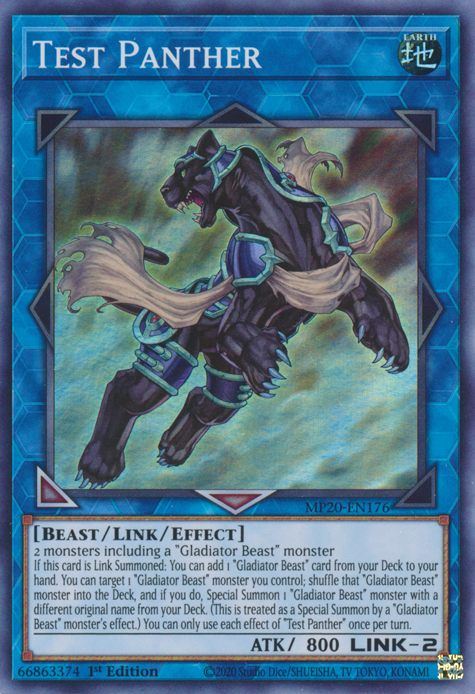 TEST PANTHER
EARTH
地
MP20-EN176
[BEAST/LINK/EFFECT]
2 monsters including a "Gladiator Beast" monster
If this card is Link Summoned: You can add 1 "Gladiator Beast" card from your Deck to your
hand. You can target 1 "Gladiator Beast" monster you control; shuffle that "Gladiator Beast"
monster into the Deck, and if you do, Special Summon 1 "Gladiator Beast" monster with a
different original name from your Deck. (This is treated as a Special Summon by a "Gladiator
Beast" monster's effect.) You can only use each effect of "Test Panther" once per turn.
ATK/ 800 LINK-2
66863374 1st Edition ©2020 Studio Dice/SHUEISHA, TV TOKYO, KONAMI